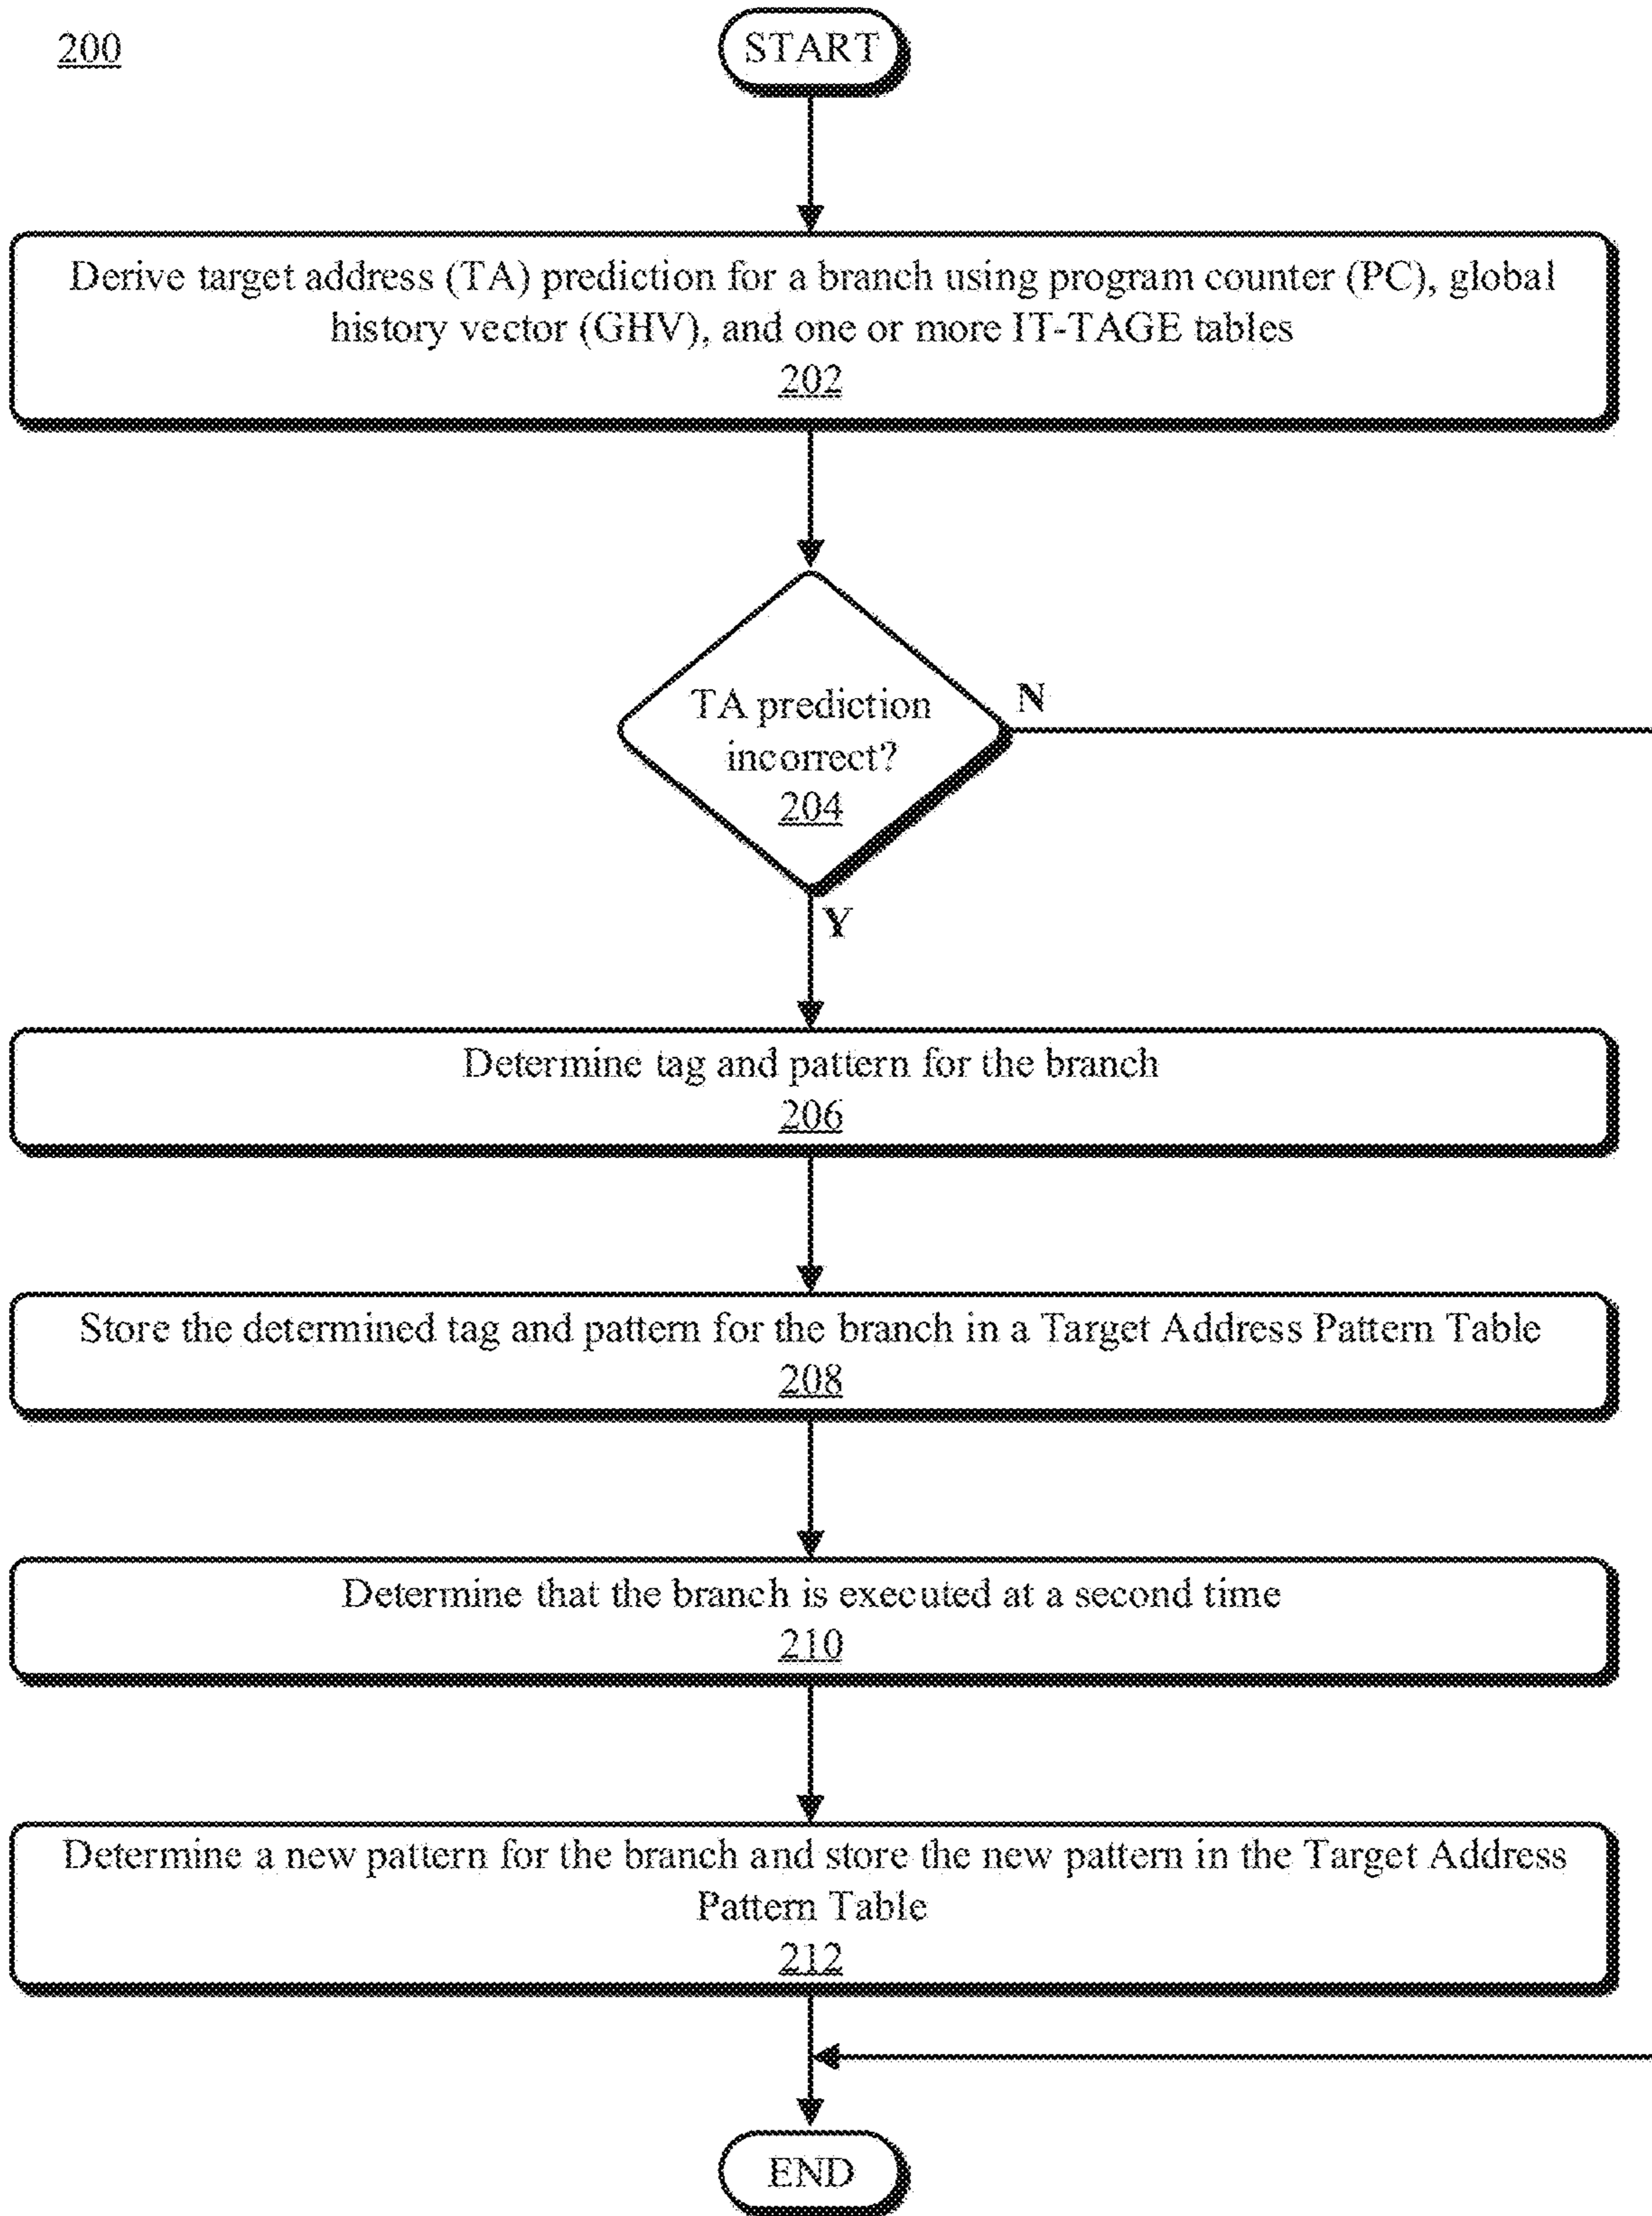 200
START
Derive target address (TA) prediction for a branch using program counter (PC), global
history vector (GHV), and one or more IT-TAGE tables
202
TA prediction
incorrect?
204
N
Y
Determine tag and pattern for the branch
206
Store the determined tag and pattern for the branch in a Target Address Pattern Table
208
Determine that the branch is executed at a second time
210
Determine a new pattern for the branch and store the new pattern in the Target Address
Pattern Table
212
END